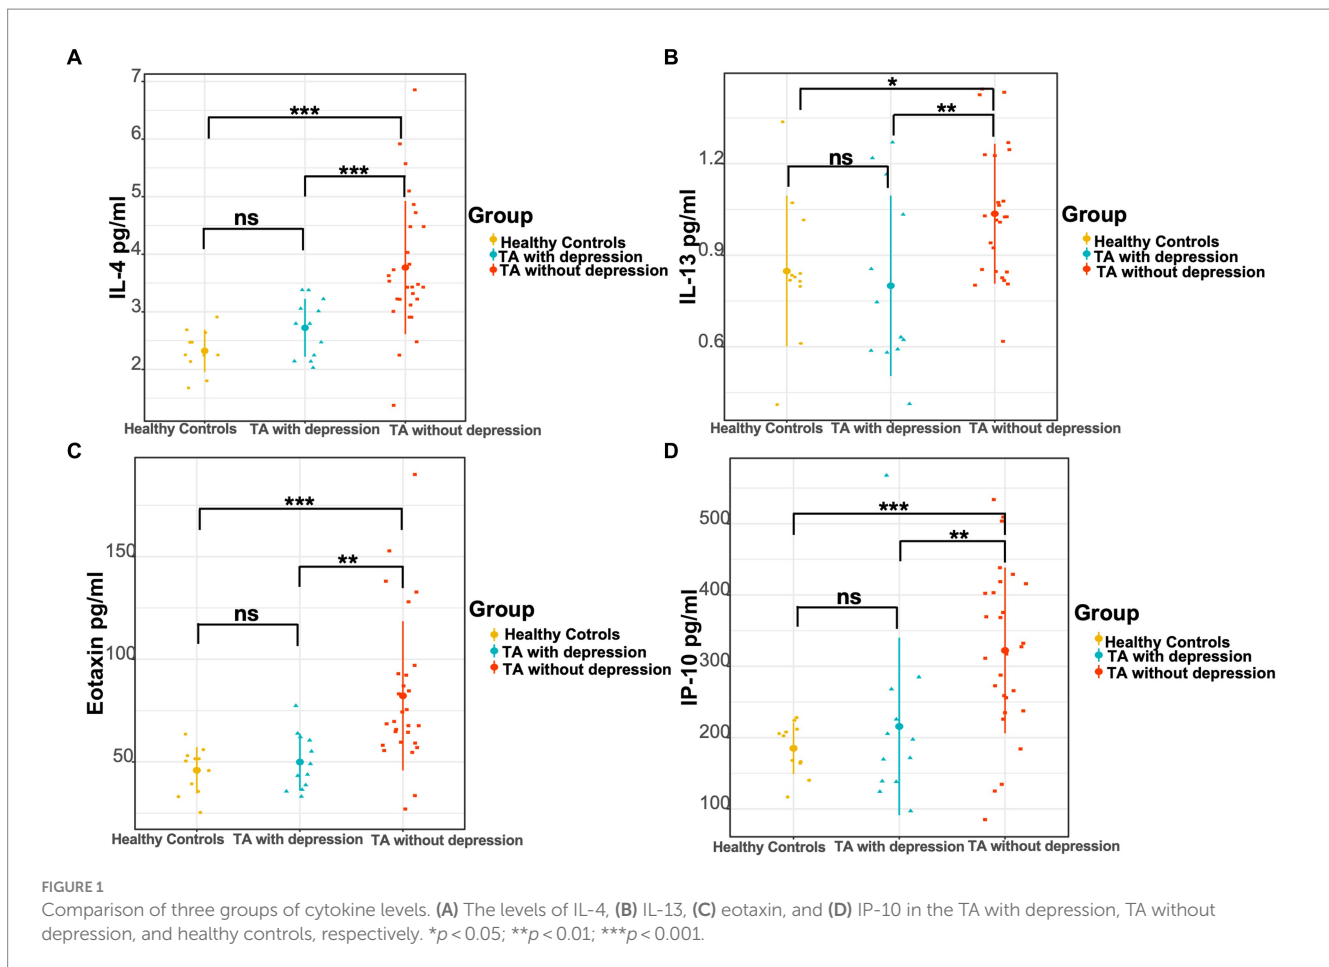 A
7
6
5
4
3
2
IL-4 pg/ml
***
***
ns
Healthy Controls TA with depression TA without depression
Group
Healthy Controls
TA with depression
TA without depression
B
1.2
0.9
0.6
IL-13 pg/ml
*
**
ns
Healthy Controls TA with depression TA without depression
Group
Healthy Controls
TA with depression
TA without depression
C
150
100
50
Eotaxin pg/ml
***
**
ns
Healthy Controls TA with depression TA without depression
Group
Healthy Cotrols
TA with depression
TA without depression
D
500
400
300
200
100
IP-10 pg/ml
***
**
ns
Healthy Controls TA with depression TA without depression
Group
Healthy Controls
TA with depression
TA without depression
FIGURE 1
Comparison of three groups of cytokine levels. (A) The levels of IL-4, (B) IL-13, (C) eotaxin, and (D) IP-10 in the TA with depression, TA without
depression, and healthy controls, respectively. *p < 0.05; **p < 0.01; ***p < 0.001.